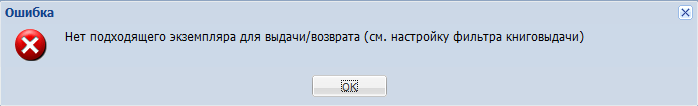 Ошибка
Нет подходящего экземпляра для выдачи/возврата (см. настройку фильтра книговыдачи)
OK